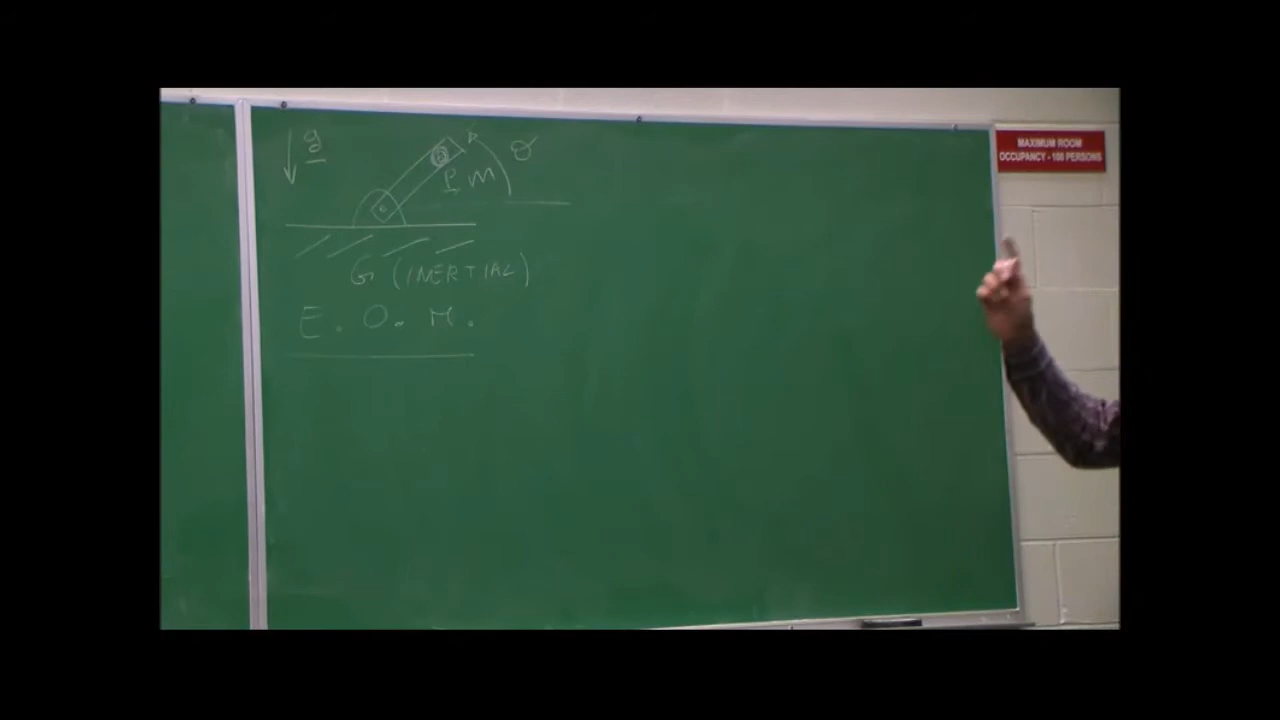 g
θ
P m
G (INERTIAL)
E. O. M.
MAXIMUM ROOM
OCCUPANCY - 100 PERSONS